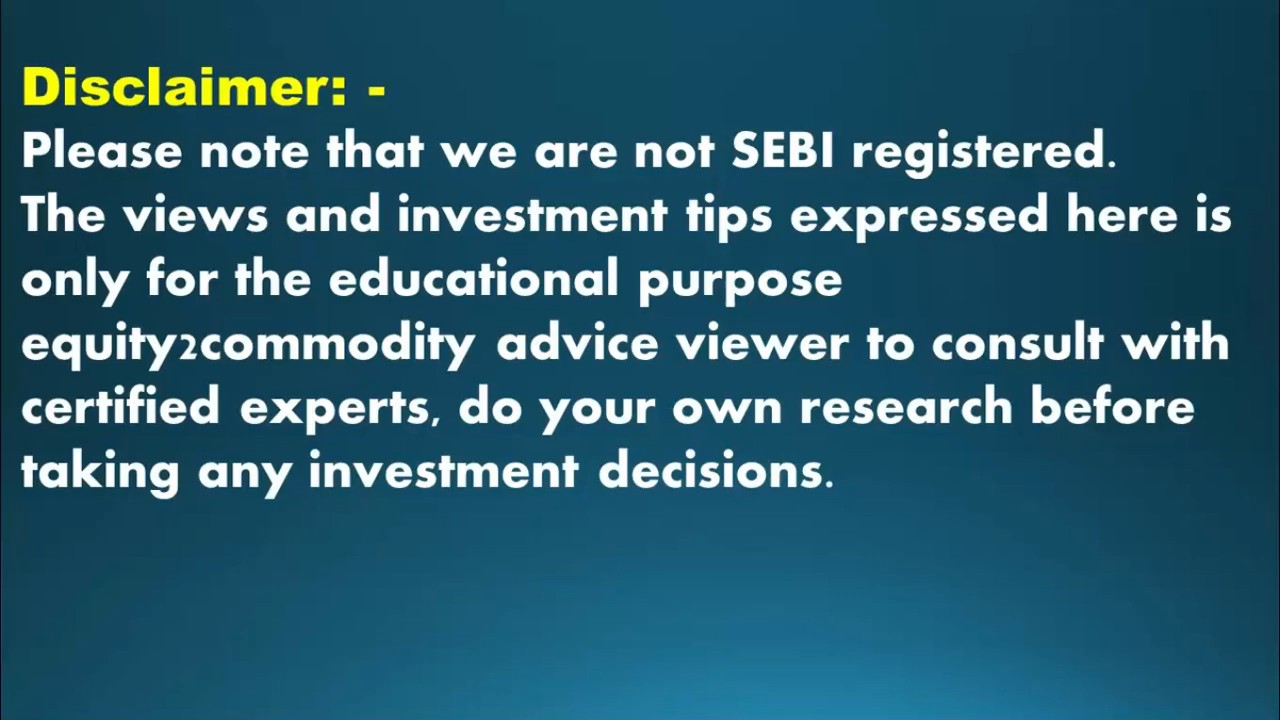 Disclaimer: -
Please note that we are not SEBI registered.
The views and investment tips expressed here is
only for the educational purpose
equity2commodity advice viewer to consult with
certified experts, do your own research before
taking any investment decisions.